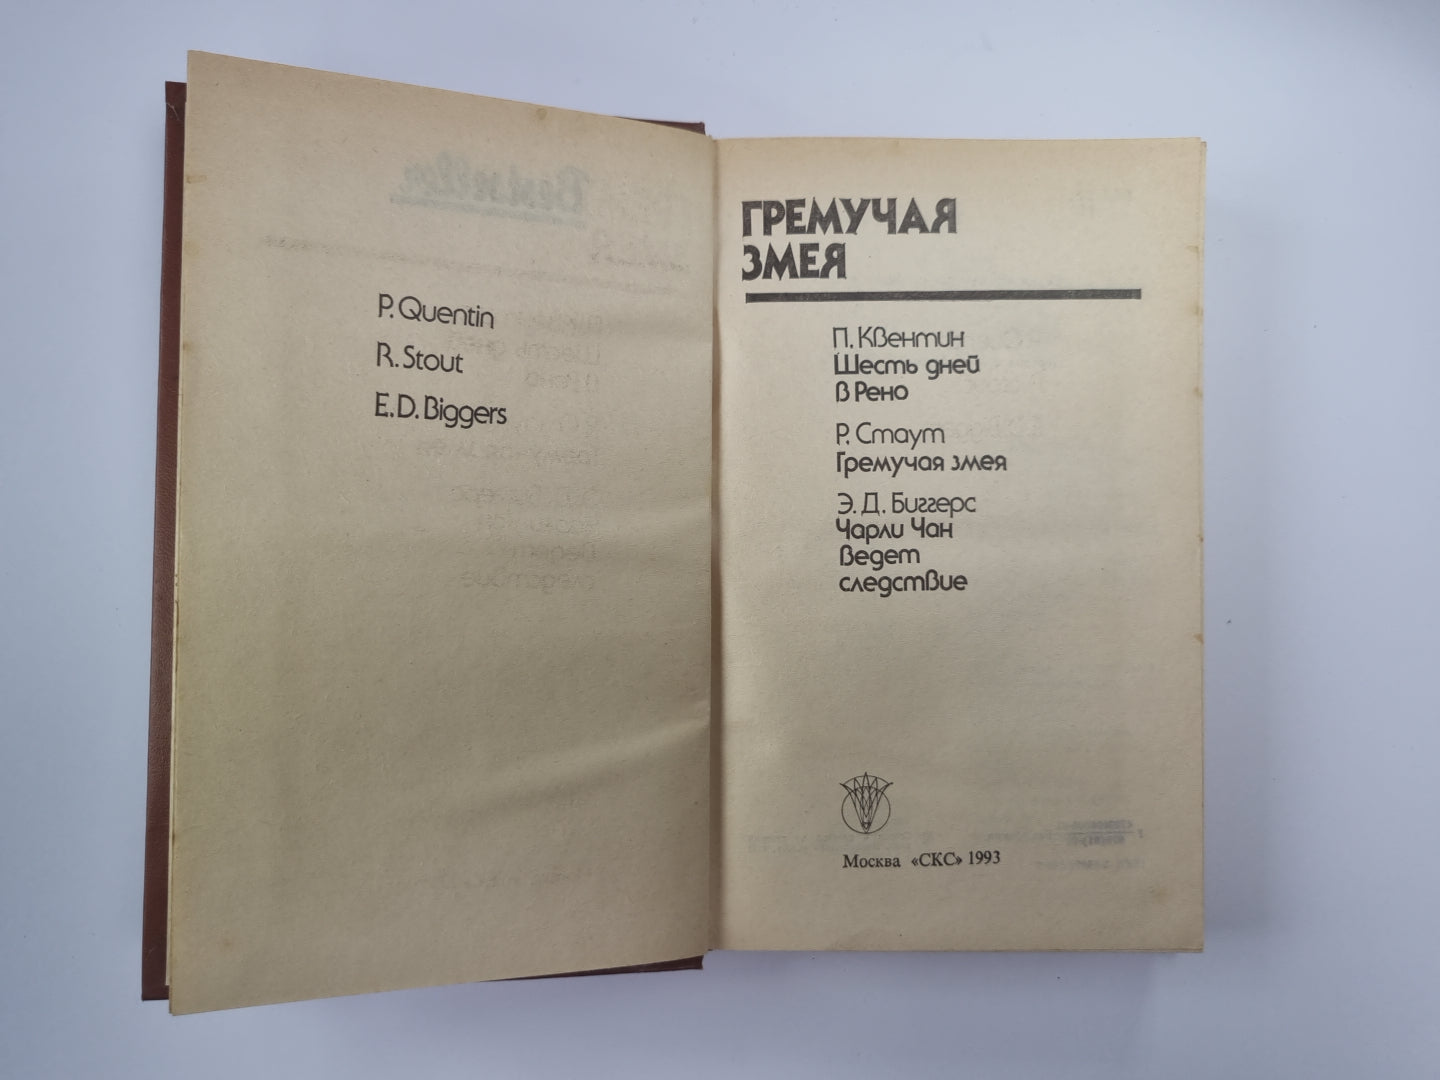 Bestseller
P. Quentin
R. Stout
E. D. Biggers
ГРЕМУЧАЯ
ЗМЕЯ
П. Квентин
Шесть дней
в Рено
Р. Стаут
Гремучая змея
Э. Д. Биггерс
Чарли Чан
ведет
следствие
Москва «СКС» 1993